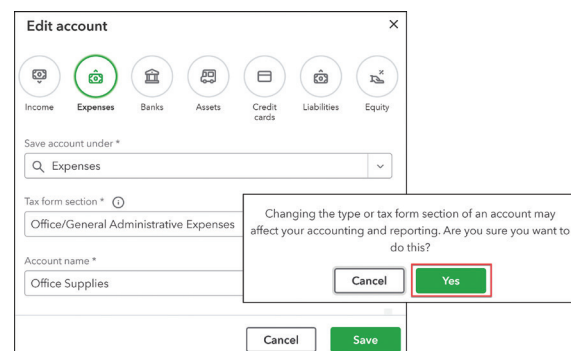 Edit account
Income
Expenses
Banks
Assets
Credit
cards
Liabilities
Equity
Save account under *
Expenses
Tax form section *
Office/General Administrative Expenses
Account name *
Office Supplies
Cancel
Save
Changing the type or tax form section of an account may
affect your accounting and reporting. Are you sure you want to
do this?
Cancel
Yes